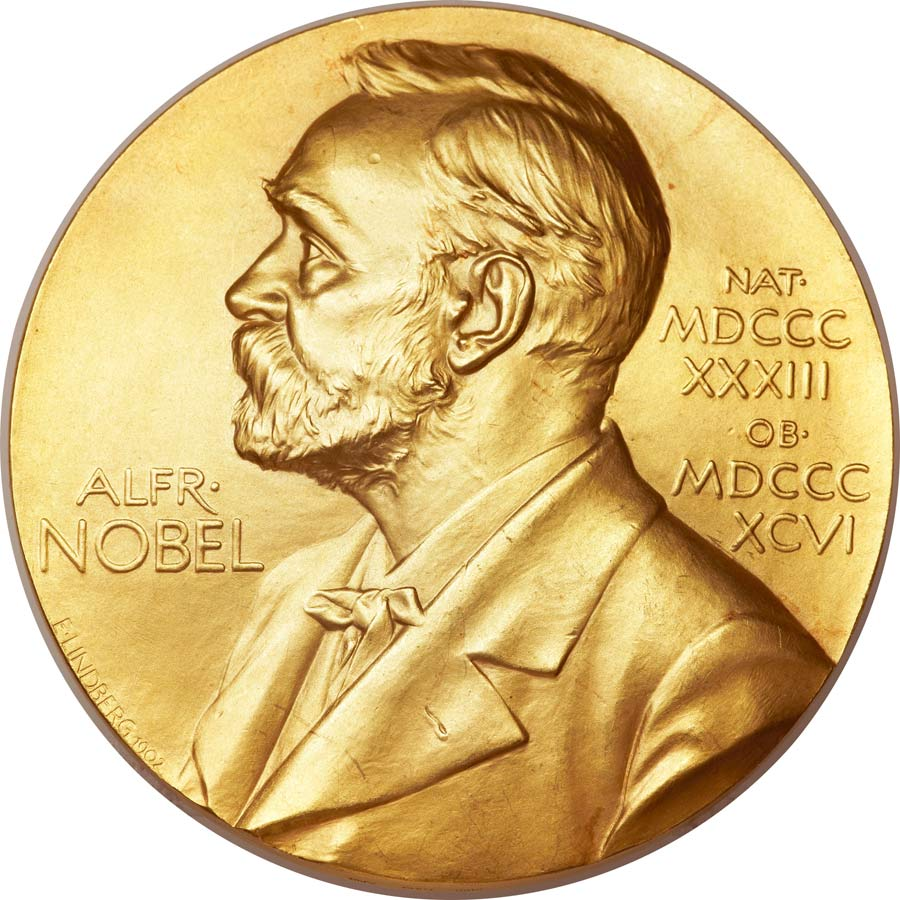 ALFR·
NOBEL
NAT·
MDCCC
XXXIII
·OB·
MDCCC
XCVI
E·LINDBERG 1902